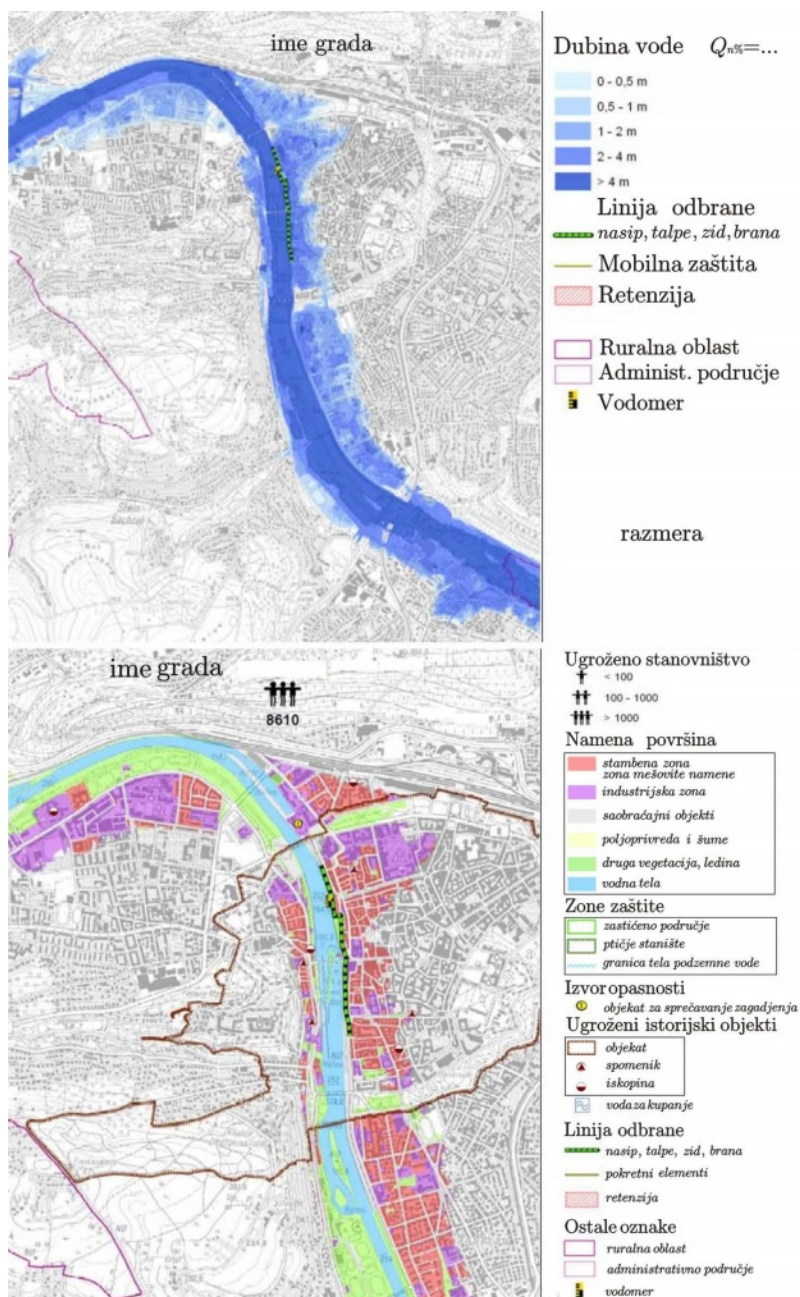 ime grada
Dubina vode Qn%=...
0 - 0,5 m
0,5 - 1 m
1 - 2 m
2 - 4 m
> 4 m
Linija odbrane
nasip, talpe, zid, brana
Mobilna zaštita
Retenzija
Ruralna oblast
Administ. područje
Vodomer
razmera
ime grada
8610
Ugroženo stanovništvo
< 100
100 - 1000
> 1000
Namena površina
stambena zona
zona mešovite namene
industrijska zona
saobraćajni objekti
poljoprivreda i šume
druga vegetacija, ledina
vodna tela
Zone zaštite
zastićeno područje
ptičje stanište
granica tela podzemne vode
Izvor opasnosti
objekat za sprečavanje zagadjenja
Ugroženi istorijski objekti
objekat
spomenik
iskopina
voda za kupanje
Linija odbrane
nasip, talpe, zid, brana
pokretni elementi
retenzija
Ostale oznake
ruralna oblast
administrativno područje
vodomer